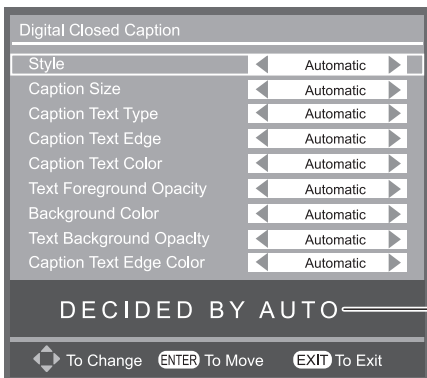 Digital Closed Caption
Style Automatic
Caption Size Automatic
Caption Text Type Automatic
Caption Text Edge Automatic
Caption Text Color Automatic
Text Foreground Opacity Automatic
Background Color Automatic
Text Background Opaclty Automatic
Caption Text Edge Color Automatic
DECIDED BY AUTO
To Change ENTER To Move EXIT To Exit